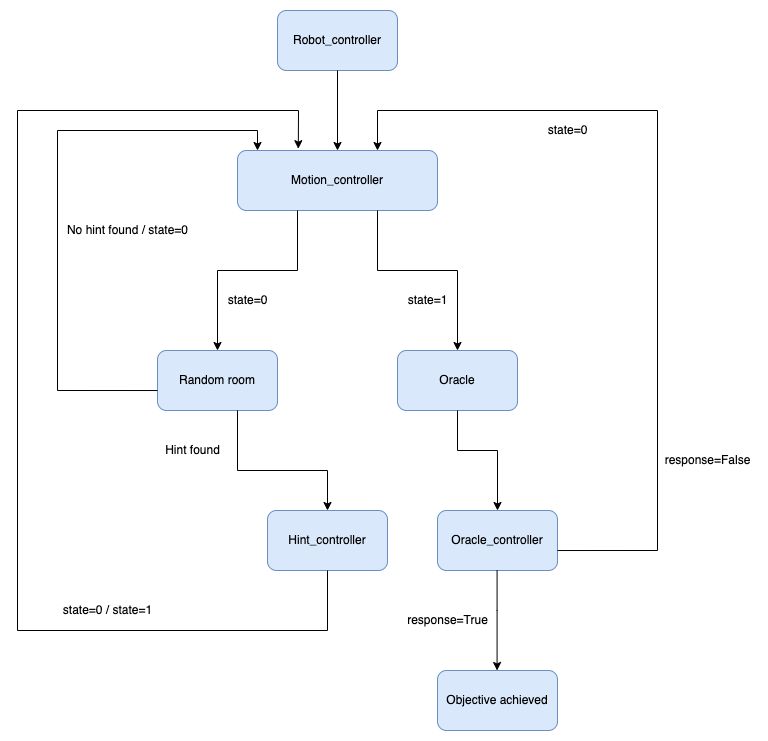 Robot_controller
state=0
Motion_controller
No hint found / state=0
state=0
state=1
Random room
Oracle
Hint found
response=False
Hint_controller
Oracle_controller
state=0 / state=1
response=True
Objective achieved